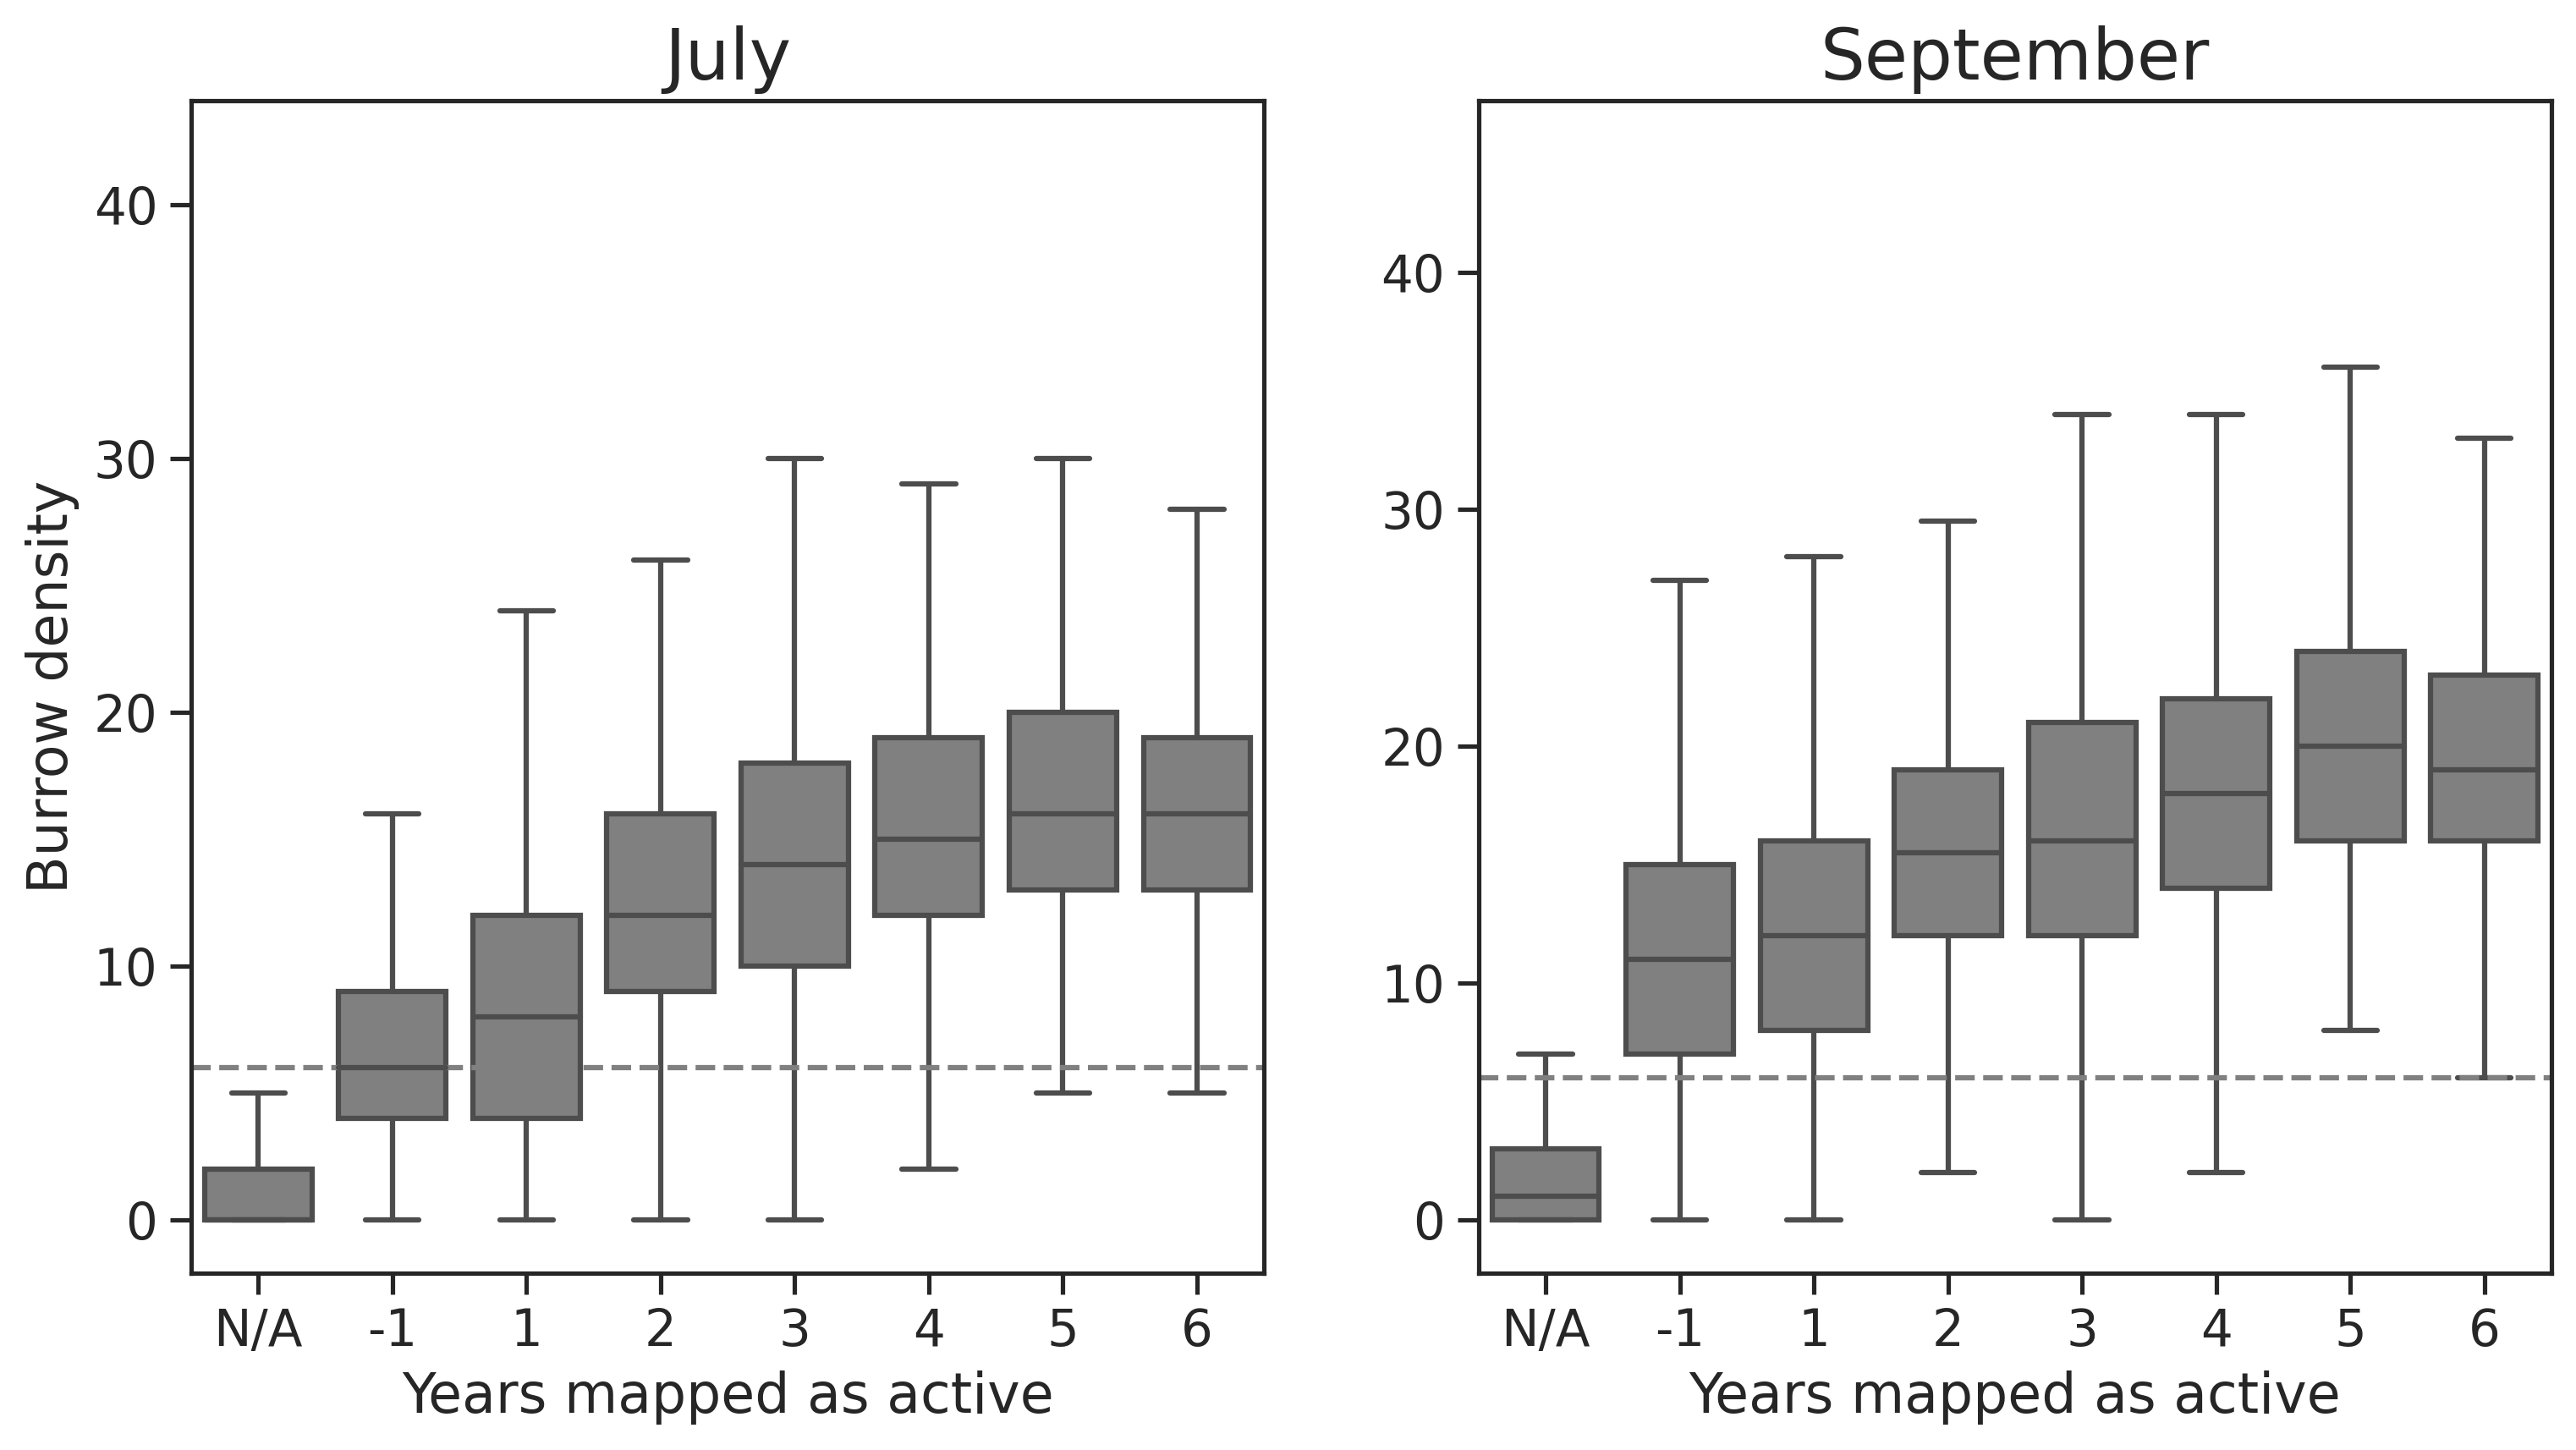 July
September
Burrow density
40
30
20
10
0
N/A -1 1 2 3 4 5 6
Years mapped as active
40
30
20
10
0
N/A -1 1 2 3 4 5 6
Years mapped as active